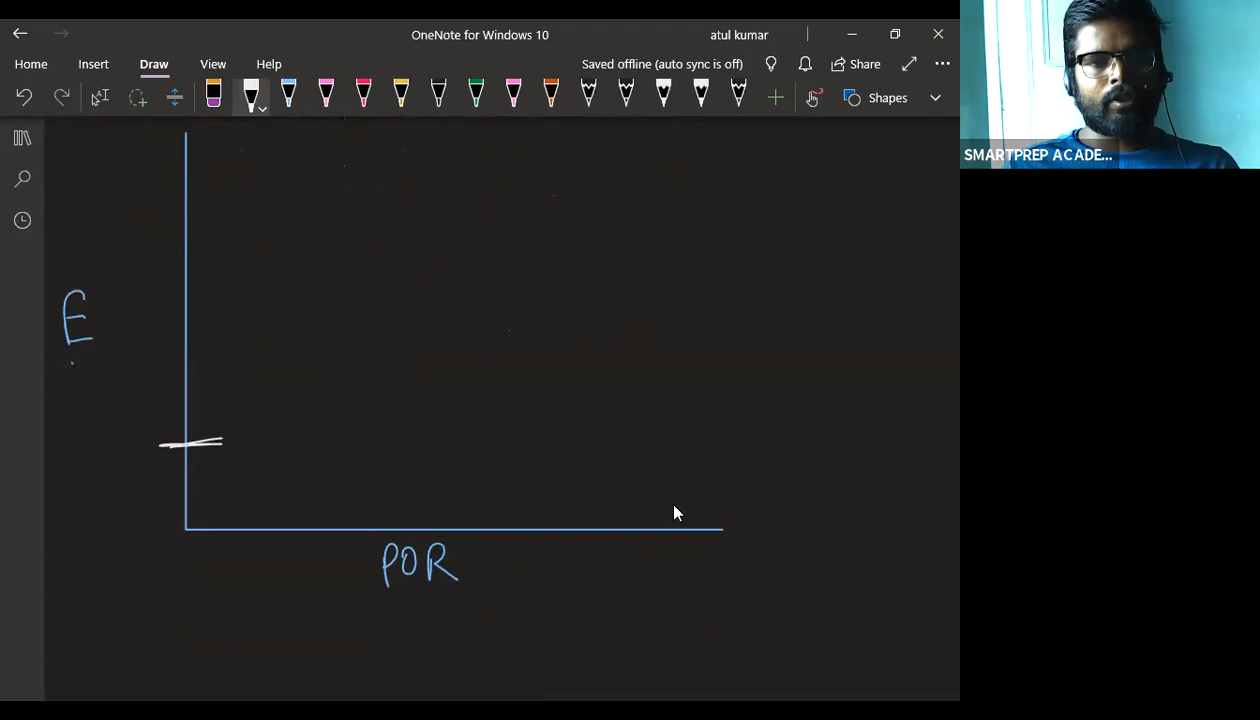 OneNote for Windows 10
atul kumar
Home Insert Draw View Help
Saved offline (auto sync is off)
Share
Shapes
SMARTPREP ACADE...
E
POR